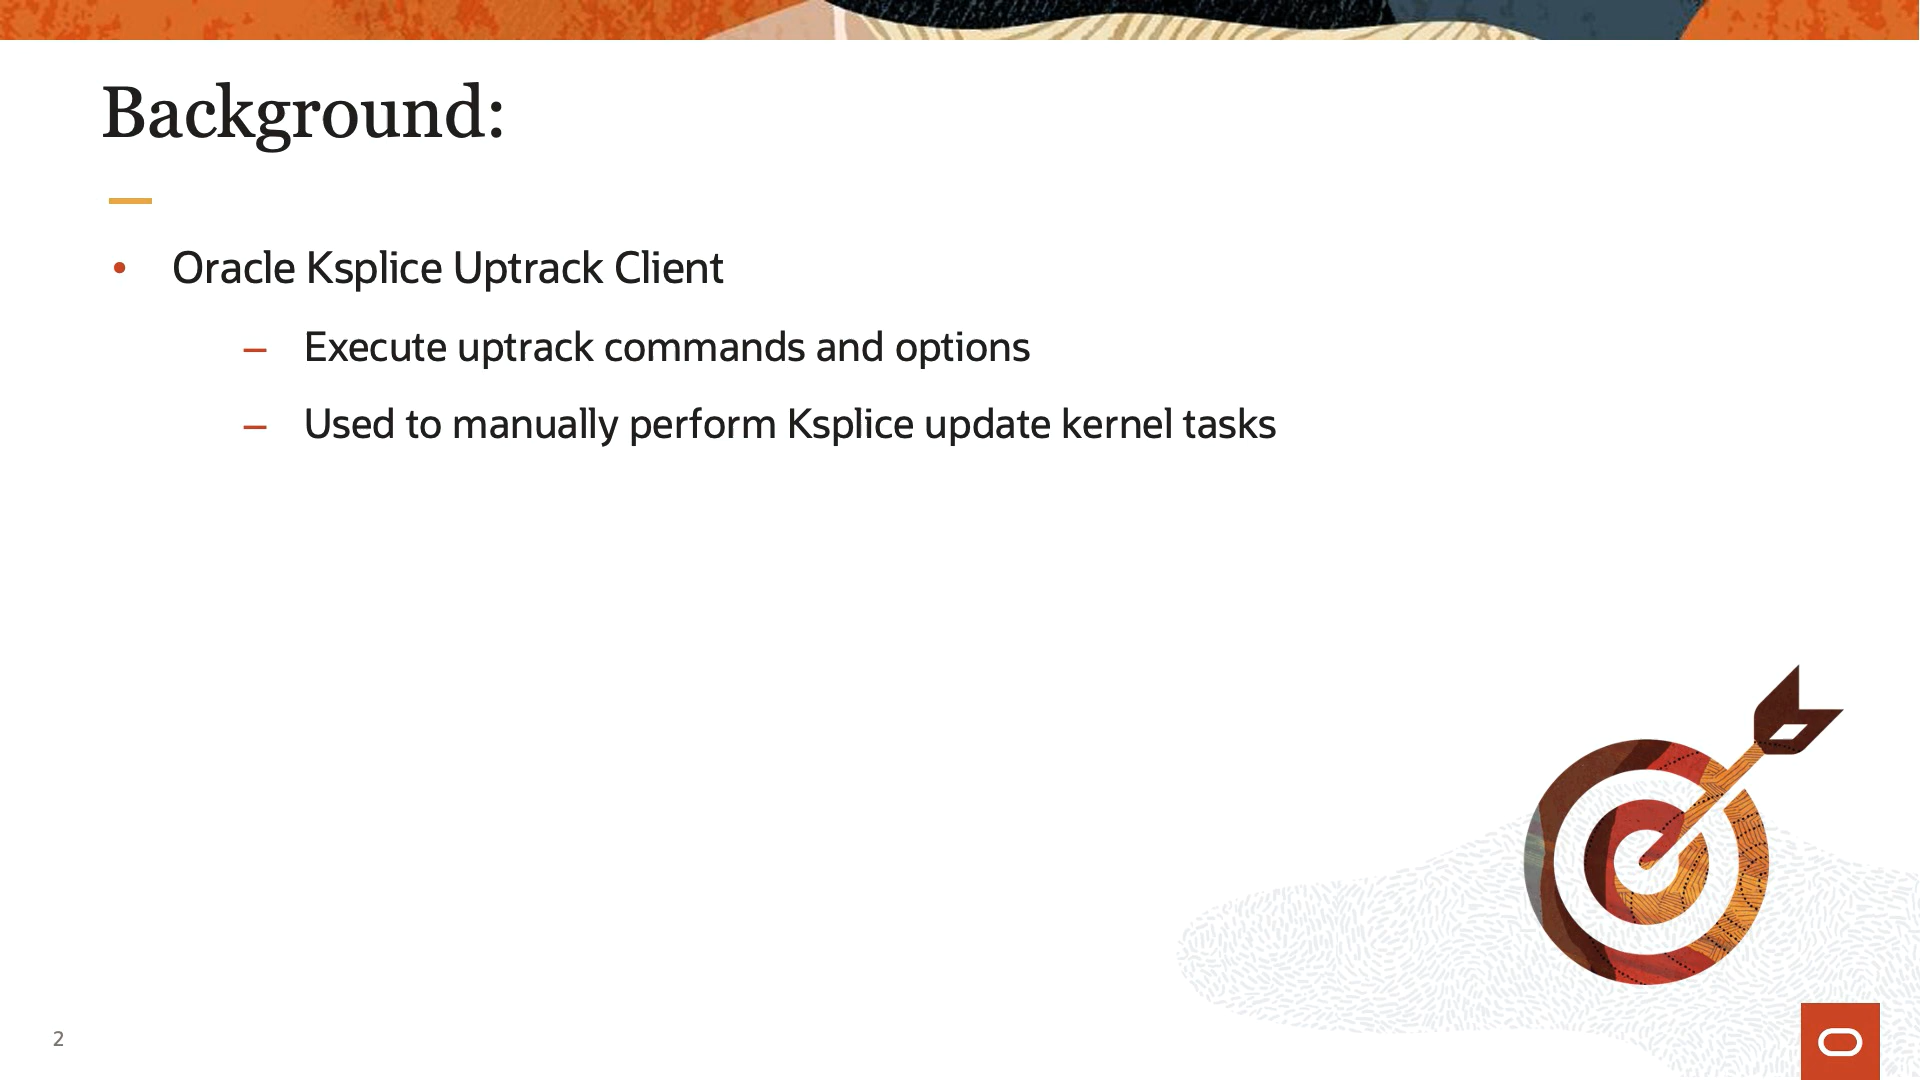 Background:
• Oracle Ksplice Uptrack Client
– Execute uptrack commands and options
– Used to manually perform Ksplice update kernel tasks
2